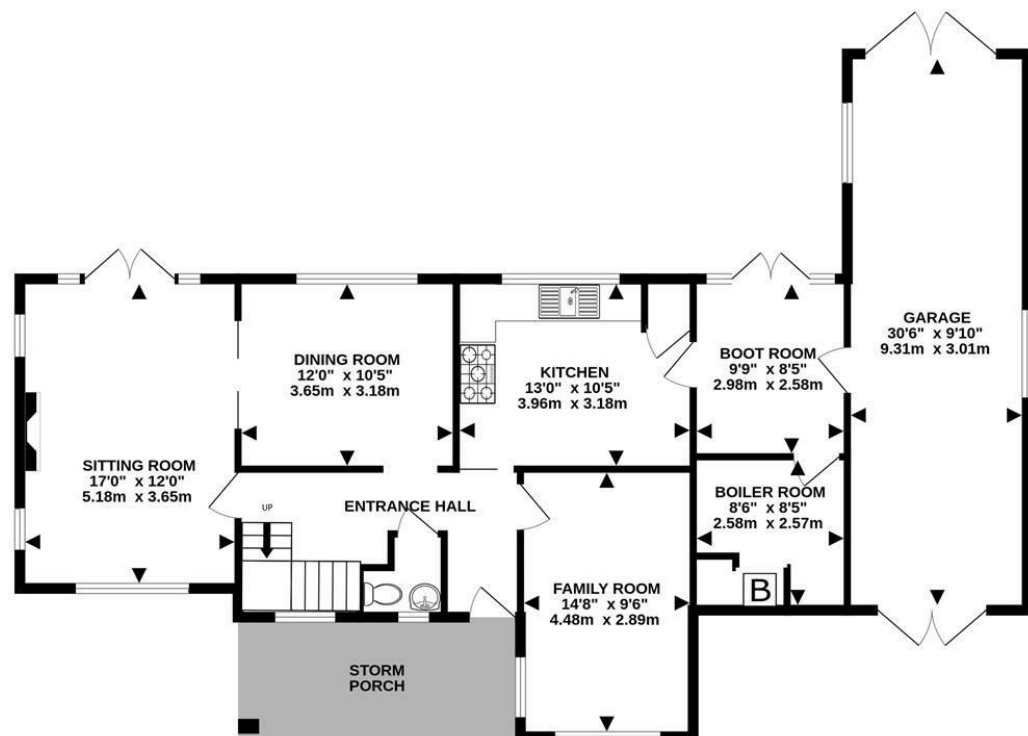 GARAGE
30'6" x 9'10"
9.31m x 3.01m
DINING ROOM
12'0" x 10'5"
3.65m x 3.18m
KITCHEN
13'0" x 10'5"
3.96m x 3.18m
BOOT ROOM
9'9" x 8'5"
2.98m x 2.58m
SITTING ROOM
17'0" x 12'0"
5.18m x 3.65m
UP
ENTRANCE HALL
BOILER ROOM
8'6" x 8'5"
2.58m x 2.57m
B
FAMILY ROOM
14'8" x 9'6"
4.48m x 2.89m
STORM
PORCH